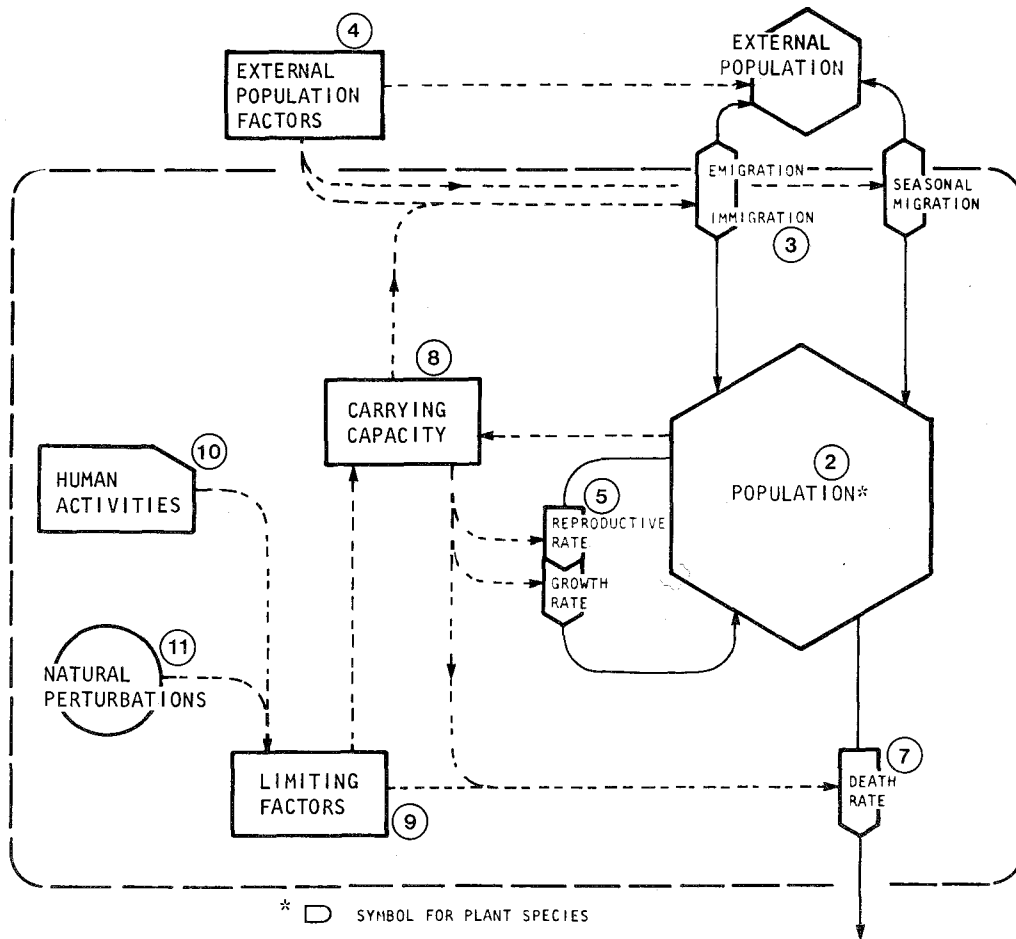 4
EXTERNAL
POPULATION
FACTORS
EXTERNAL
POPULATION
EMIGRATION
IMMIGRATION
3
SEASONAL
MIGRATION
8
CARRYING
CAPACITY
10
HUMAN
ACTIVITIES
2
POPULATION*
5
REPRODUCTIVE
RATE
GROWTH
RATE
11
NATURAL
PERTURBATIONS
LIMITING
FACTORS
9
7
DEATH
RATE
* SYMBOL FOR PLANT SPECIES